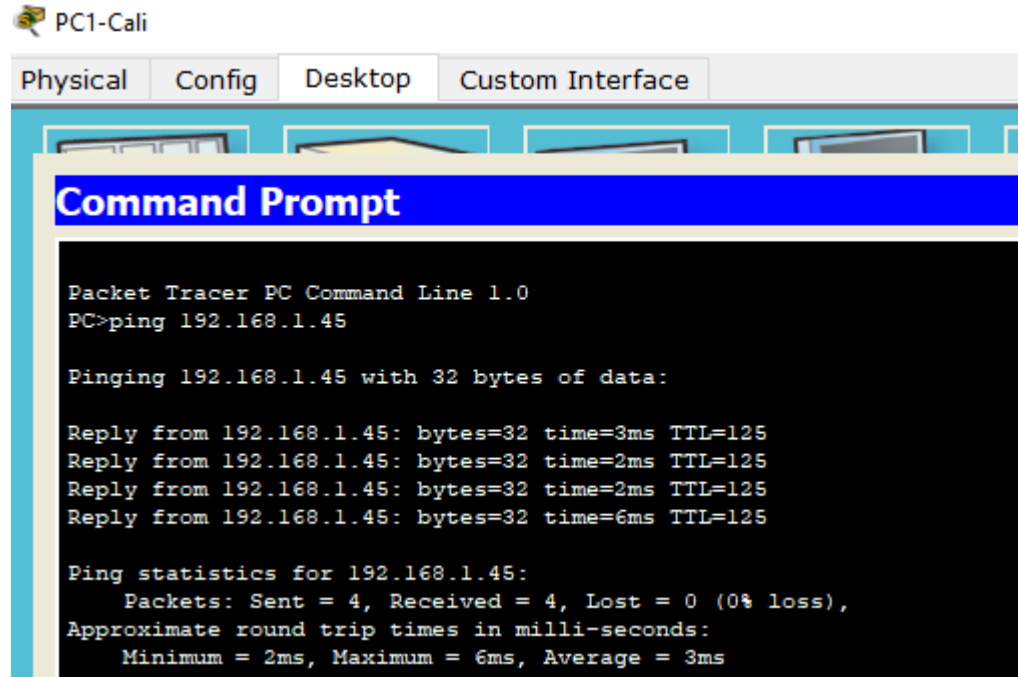 PC1-Cali
Physical Config Desktop Custom Interface
Command Prompt
Packet Tracer PC Command Line 1.0
PC>ping 192.168.1.45
Pinging 192.168.1.45 with 32 bytes of data:
Reply from 192.168.1.45: bytes=32 time=3ms TTL=125
Reply from 192.168.1.45: bytes=32 time=2ms TTL=125
Reply from 192.168.1.45: bytes=32 time=2ms TTL=125
Reply from 192.168.1.45: bytes=32 time=6ms TTL=125
Ping statistics for 192.168.1.45:
Packets: Sent = 4, Received = 4, Lost = 0 (0% loss),
Approximate round trip times in milli-seconds:
Minimum = 2ms, Maximum = 6ms, Average = 3ms